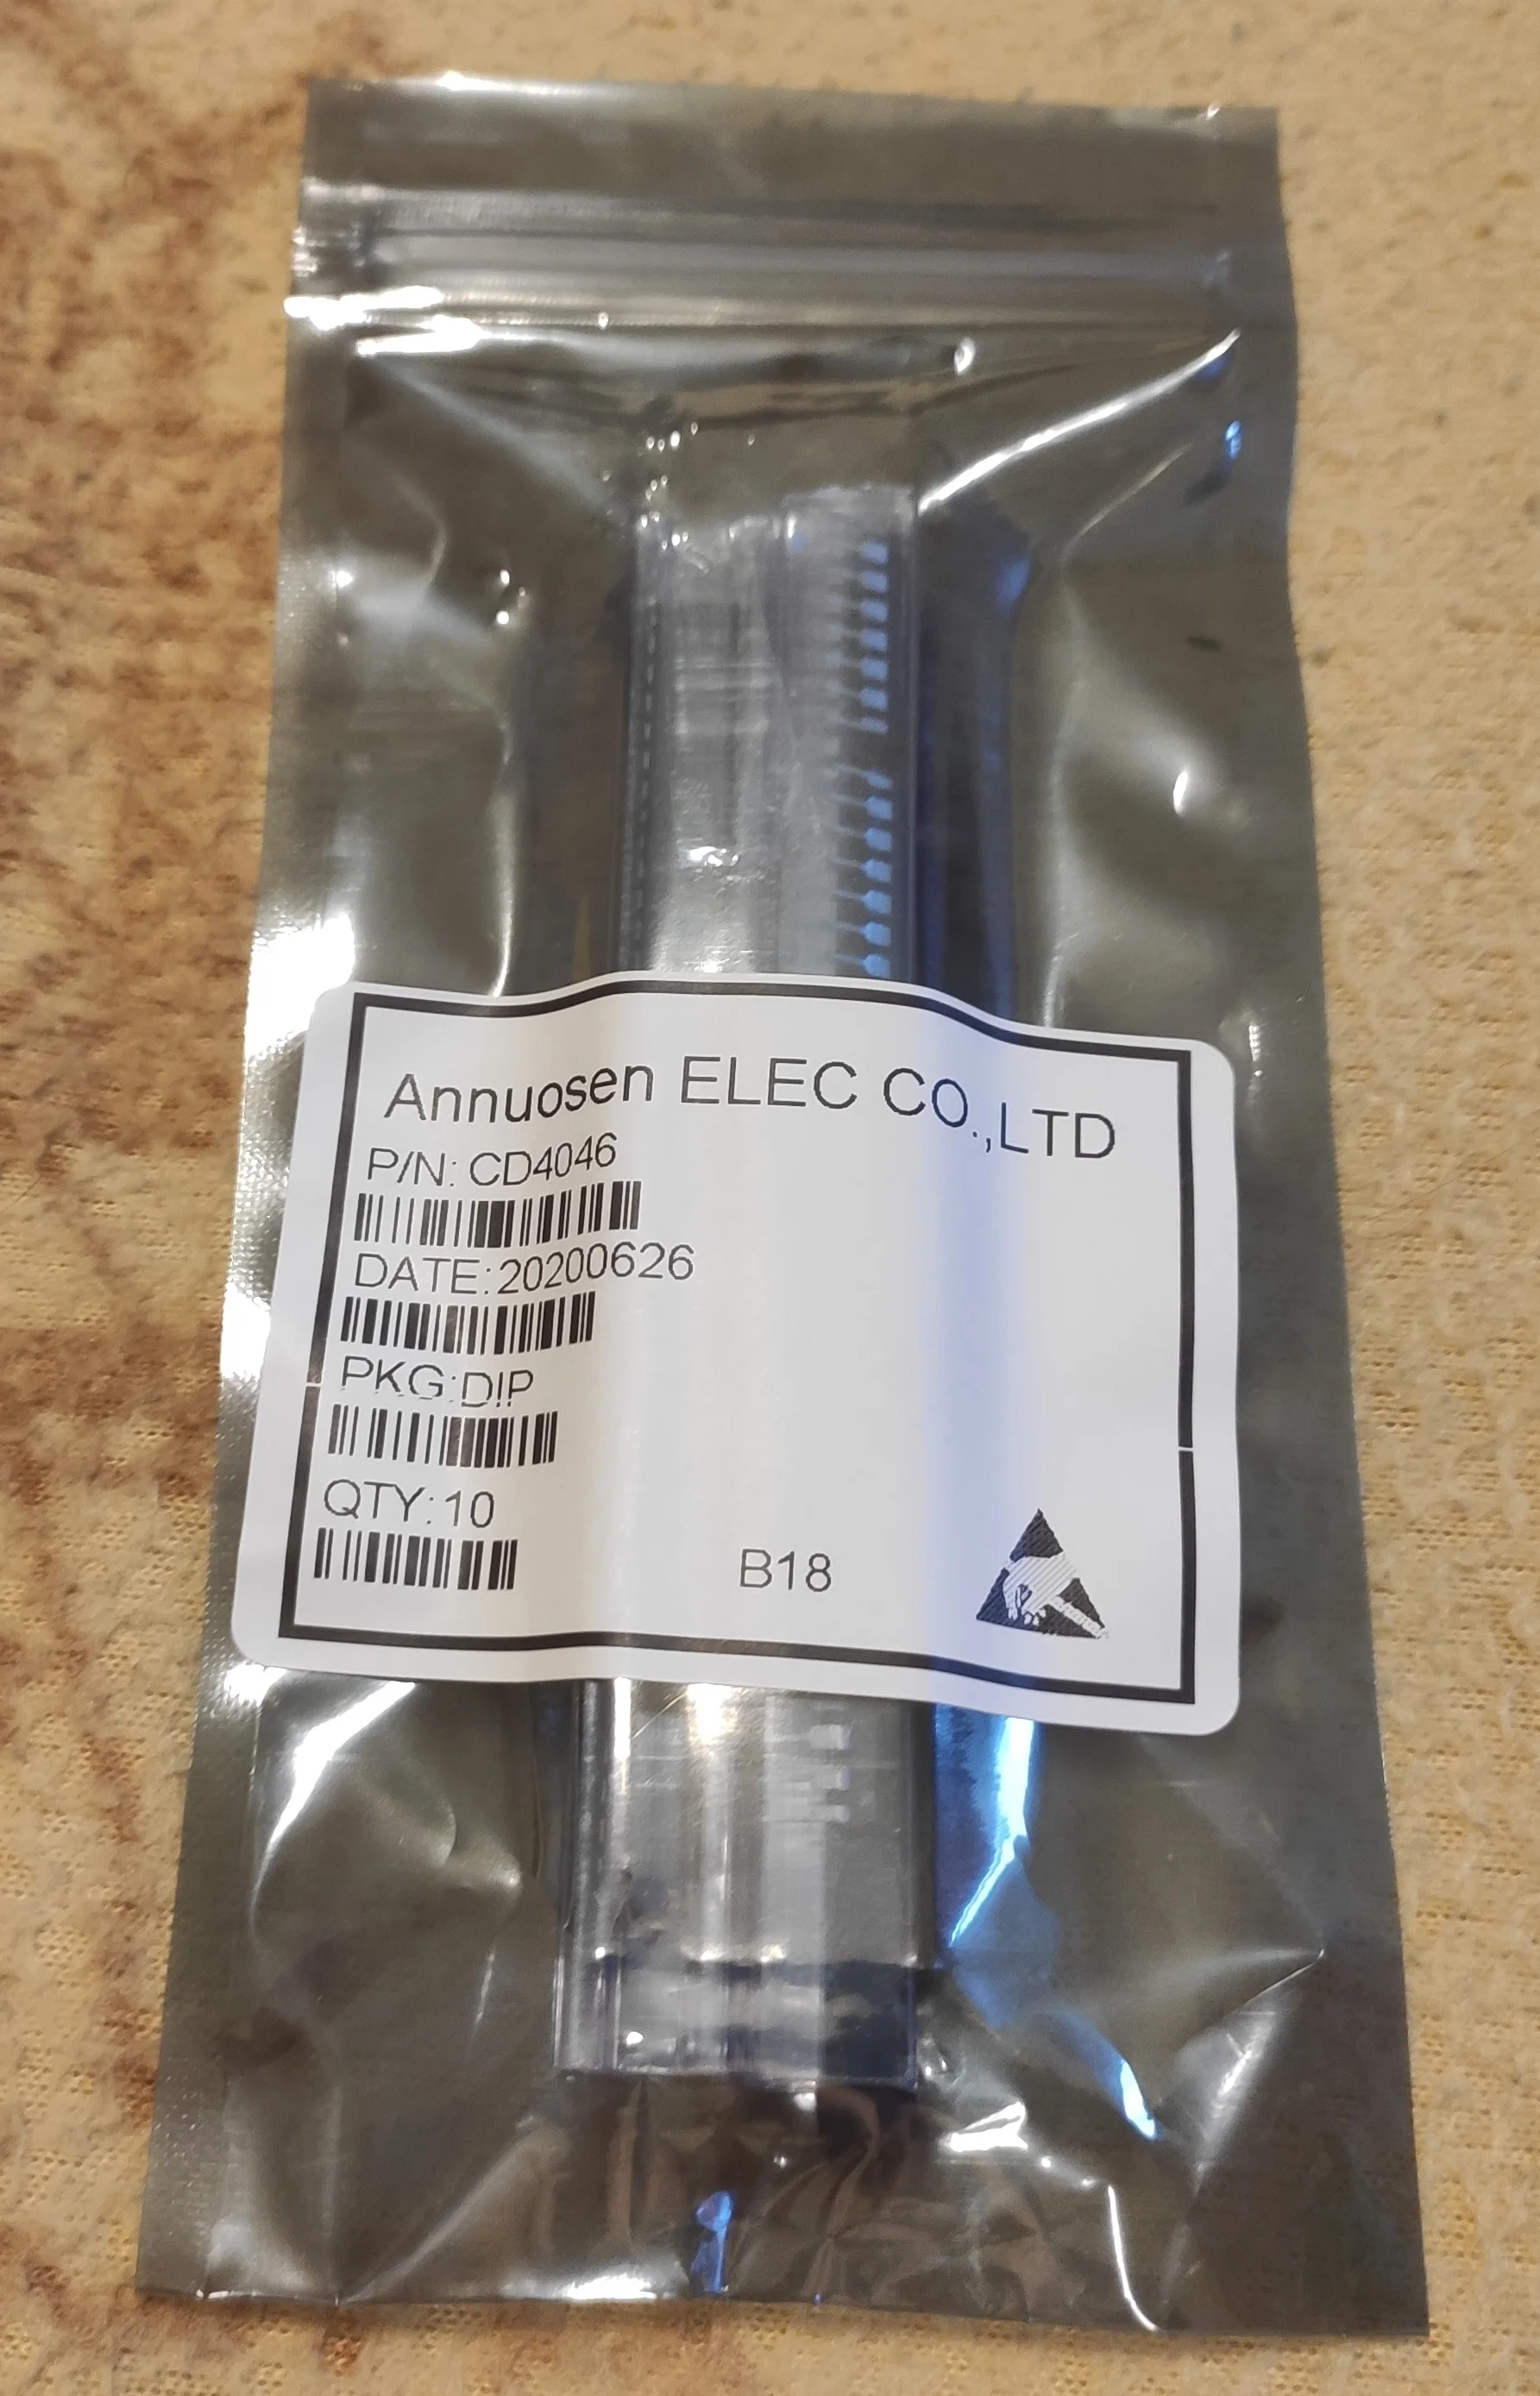 Annuosen ELEC CO.,LTD
P/N: CD4046
DATE:20200626
PKG:DIP
QTY:10
B18